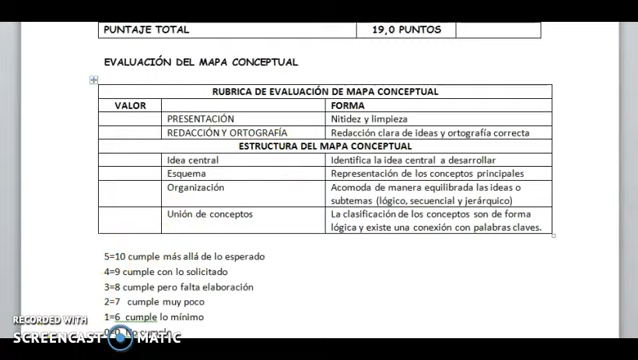 PUNTAJE TOTAL 19,0 PUNTOS
EVALUACIÓN DEL MAPA CONCEPTUAL
RUBRICA DE EVALUACIÓN DE MAPA CONCEPTUAL
VALOR FORMA
PRESENTACIÓN Nitidez y limpieza
REDACCIÓN Y ORTOGRAFÍA Redacción clara de ideas y ortografía correcta
ESTRUCTURA DEL MAPA CONCEPTUAL
Idea central Identifica la idea central a desarrollar
Esquema Representación de los conceptos principales
Organización Acomoda de manera equilibrada las ideas o
subtemas (lógico, secuencial y jerárquico)
Unión de conceptos La clasificación de los conceptos son de forma
lógica y existe una conexión con palabras claves.
5=10 cumple más allá de lo esperado
4=9 cumple con lo solicitado
3=8 cumple pero falta elaboración
2=7 cumple muy poco
1=6 cumple lo mínimo
No cumple
RECORDED WITH
SCREENCAST MATIC